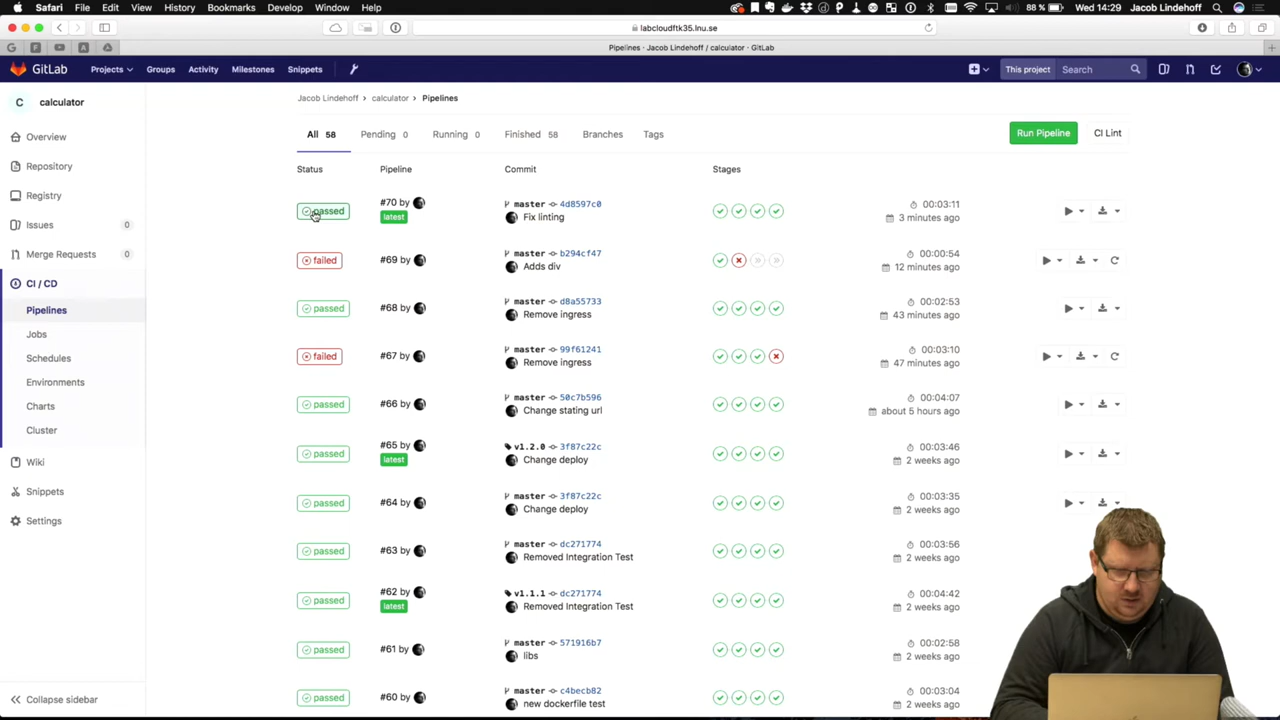 Safari File Edit View History Bookmarks Develop Window Help 88 % Wed 14:29 Jacob Lindehoff
labcloudftk35.lnu.se
Pipelines · Jacob Lindehoff / calculator · GitLab
GitLab Projects Groups Activity Milestones Snippets This project Search
C calculator
Overview
Repository
Registry
Issues 0
Merge Requests 0
CI / CD
Pipelines
Jobs
Schedules
Environments
Charts
Cluster
Wiki
Snippets
Settings
Collapse sidebar
Jacob Lindehoff > calculator > Pipelines
All 58 Pending 0 Running 0 Finished 58 Branches Tags Run Pipeline CI Lint
Status Pipeline Commit Stages
passed #70 by master 4d8597c0 00:03:11
latest Fix linting 3 minutes ago
failed #69 by master b294cf47 00:00:54
Adds div 12 minutes ago
passed #68 by master d8a55733 00:02:53
Remove ingress 43 minutes ago
failed #67 by master 99f61241 00:03:10
Remove ingress 47 minutes ago
passed #66 by master 50c7b596 00:04:07
Change stating url about 5 hours ago
passed #65 by v1.2.0 3f87c22c 00:03:46
latest Change deploy 2 weeks ago
passed #64 by master 3f87c22c 00:03:35
Change deploy 2 weeks ago
passed #63 by master dc271774 00:03:56
Removed Integration Test 2 weeks ago
passed #62 by v1.1.1 dc271774 00:04:42
latest Removed Integration Test 2 weeks ago
passed #61 by master 571916b7 00:02:58
libs 2 weeks ago
passed #60 by master c4becb82 00:03:04
new dockerfile test 2 weeks ago